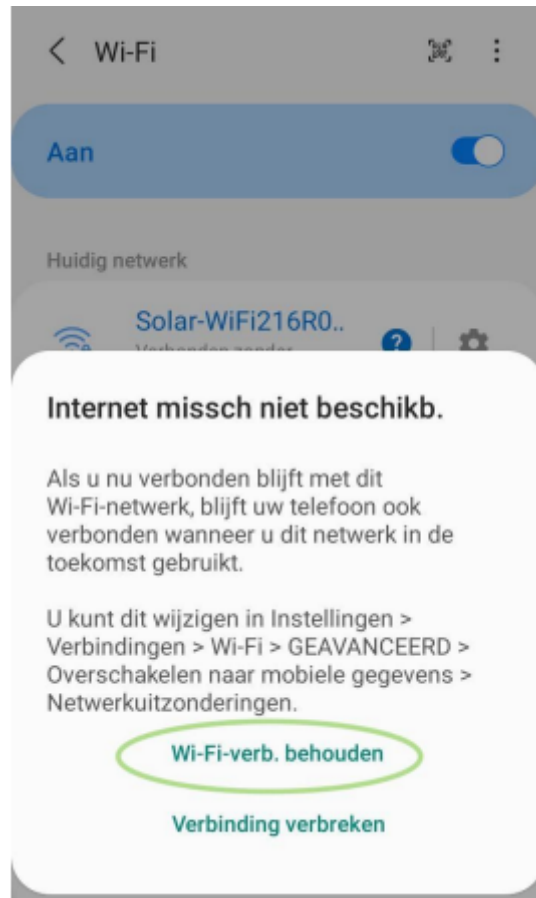 Wi-Fi
Aan
Huidig netwerk
Solar-WiFi216R0..
Verbonden zonder
Internet missch niet beschikb.
Als u nu verbonden blijft met dit
Wi-Fi-netwerk, blijft uw telefoon ook
verbonden wanneer u dit netwerk in de
toekomst gebruikt.
U kunt dit wijzigen in Instellingen >
Verbindingen > Wi-Fi > GEAVANCEERD >
Overschakelen naar mobiele gegevens >
Netwerkuitzonderingen.
Wi-Fi-verb. behouden
Verbinding verbreken